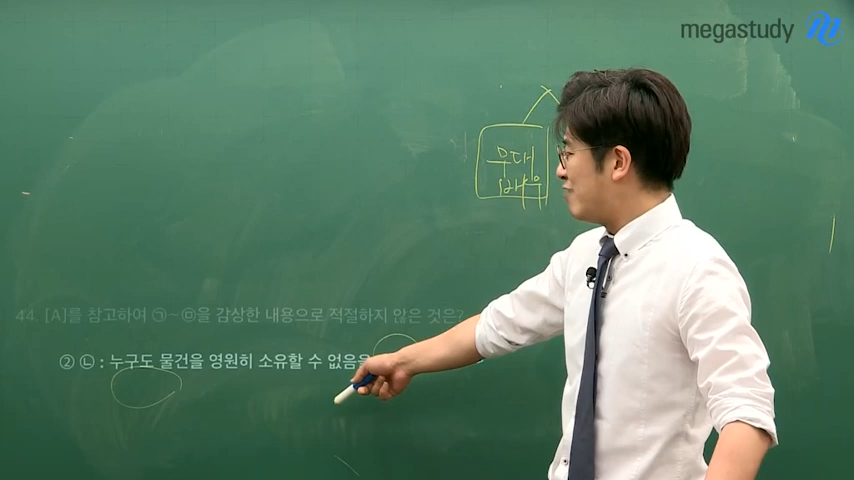 megastudy
무대
배우
44. [A]를 참고하여 ㉠~㉤을 감상한 내용으로 적절하지 않은 것은?
② ㉡ : 누구도 물건을 영원히 소유할 수 없음을